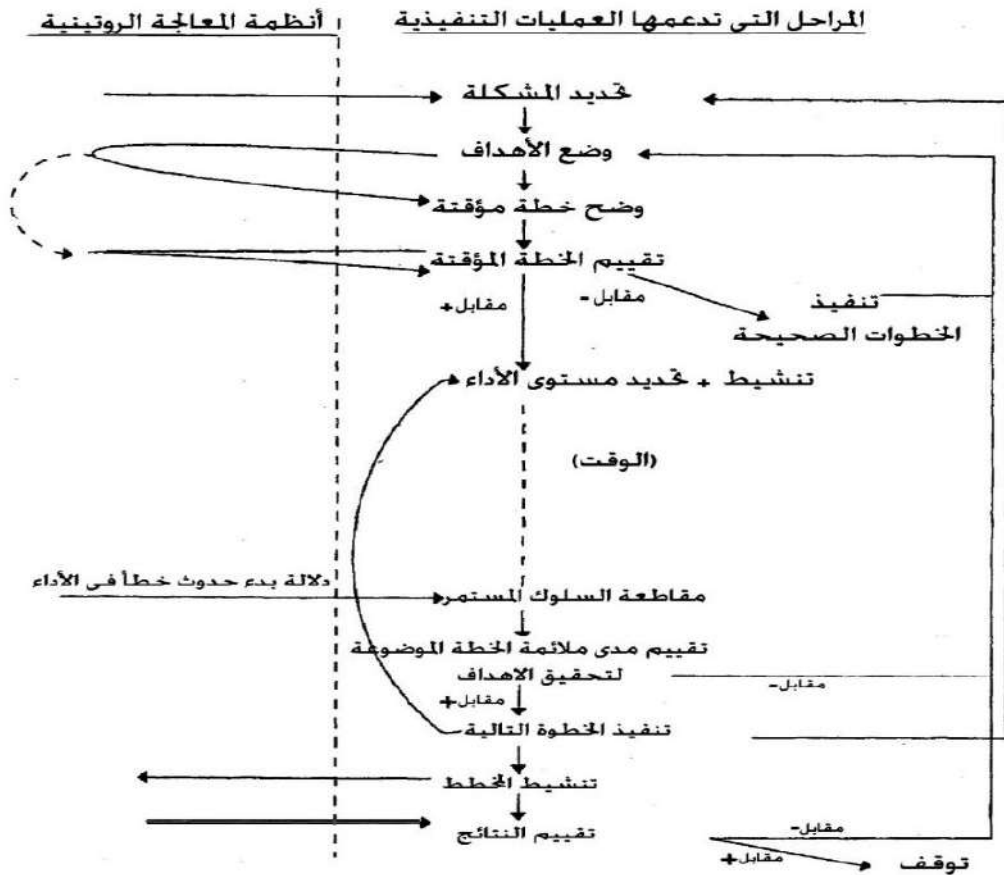 المراحل التى تدعمها العمليات التنفيذية
أنظمة المعالجة الروتينية
تحديد المشكلة
وضع الأهداف
وضح خطة مؤقتة
تقييم الخطة المؤقتة
مقابل+
مقابل-
تنفيذ
الخطوات الصحيحة
تنشيط + تحديد مستوى الأداء
(الوقت)
دلالة بدء حدوث خطأ فى الأداء
مقاطعة السلوك المستمر
تقييم مدى ملائمة الخطة الموضوعة
لتحقيق الاهداف
مقابل-
مقابل+
تنفيذ الخطوة التالية
تنشيط المخطط
تقييم النتائج
مقابل-
مقابل+
توقف